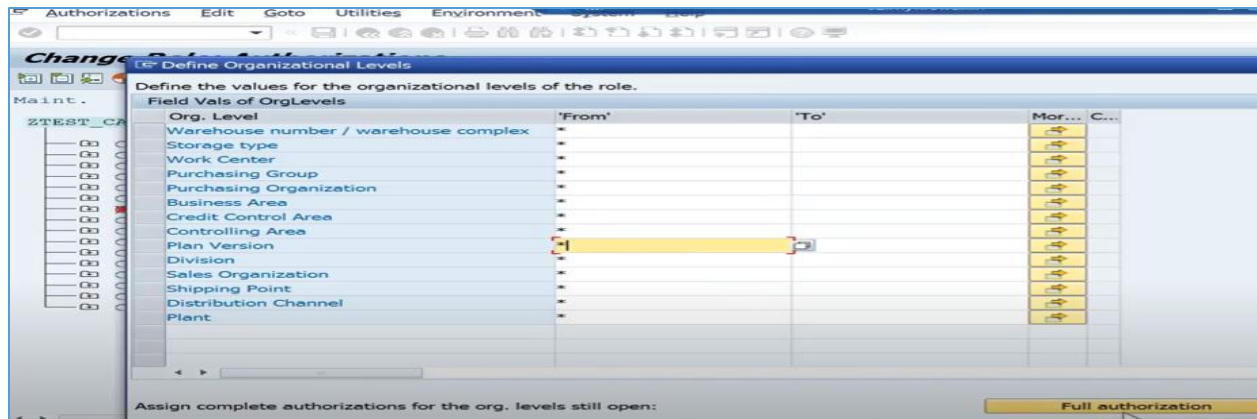 Authorizations Edit Goto Utilities Environment
Change
Define Organizational Levels
Define the values for the organizational levels of the role.
Maint.
Field Vals of OrgLevels
Org. Level 'From' 'To' Mor... C...
ZTEST_CA
Warehouse number / warehouse complex *
Storage type *
Work Center *
Purchasing Group *
Purchasing Organization *
Business Area *
Credit Control Area *
Controlling Area *
Plan Version *
Division *
Sales Organization *
Shipping Point *
Distribution Channel *
Plant *
Assign complete authorizations for the org. levels still open: Full authorization